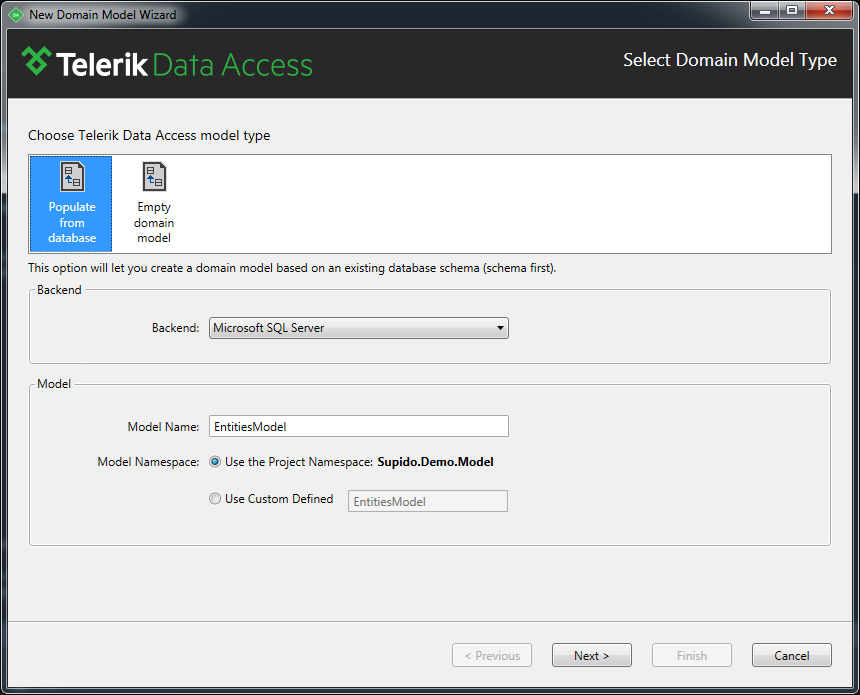 New Domain Model Wizard
Telerik Data Access
Select Domain Model Type
Choose Telerik Data Access model type
Populate
from
database
Empty
domain
model
This option will let you create a domain model based on an existing database schema (schema first).
Backend
Backend: Microsoft SQL Server
Model
Model Name: EntitiesModel
Model Namespace: Use the Project Namespace: Supido.Demo.Model
Use Custom Defined EntitiesModel
< Previous Next > Finish Cancel